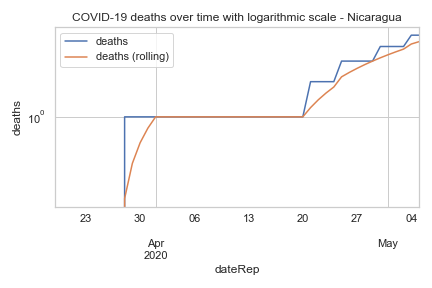 COVID-19 deaths over time with logarithmic scale - Nicaragua
deaths
deaths (rolling)
deaths
10⁰
23
30
06
13
20
27
04
Apr
2020
May
dateRep